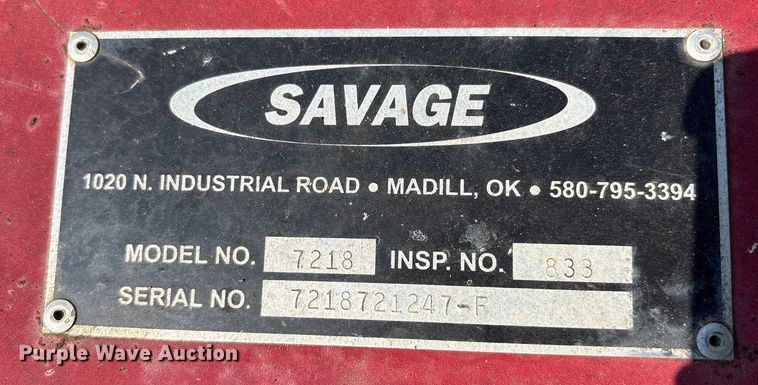 SAVAGE
1020 N. INDUSTRIAL ROAD • MADILL, OK • 580-795-3394
MODEL NO. 7218 INSP. NO. 833
SERIAL NO. 7218721247-F
Purple Wave Auction